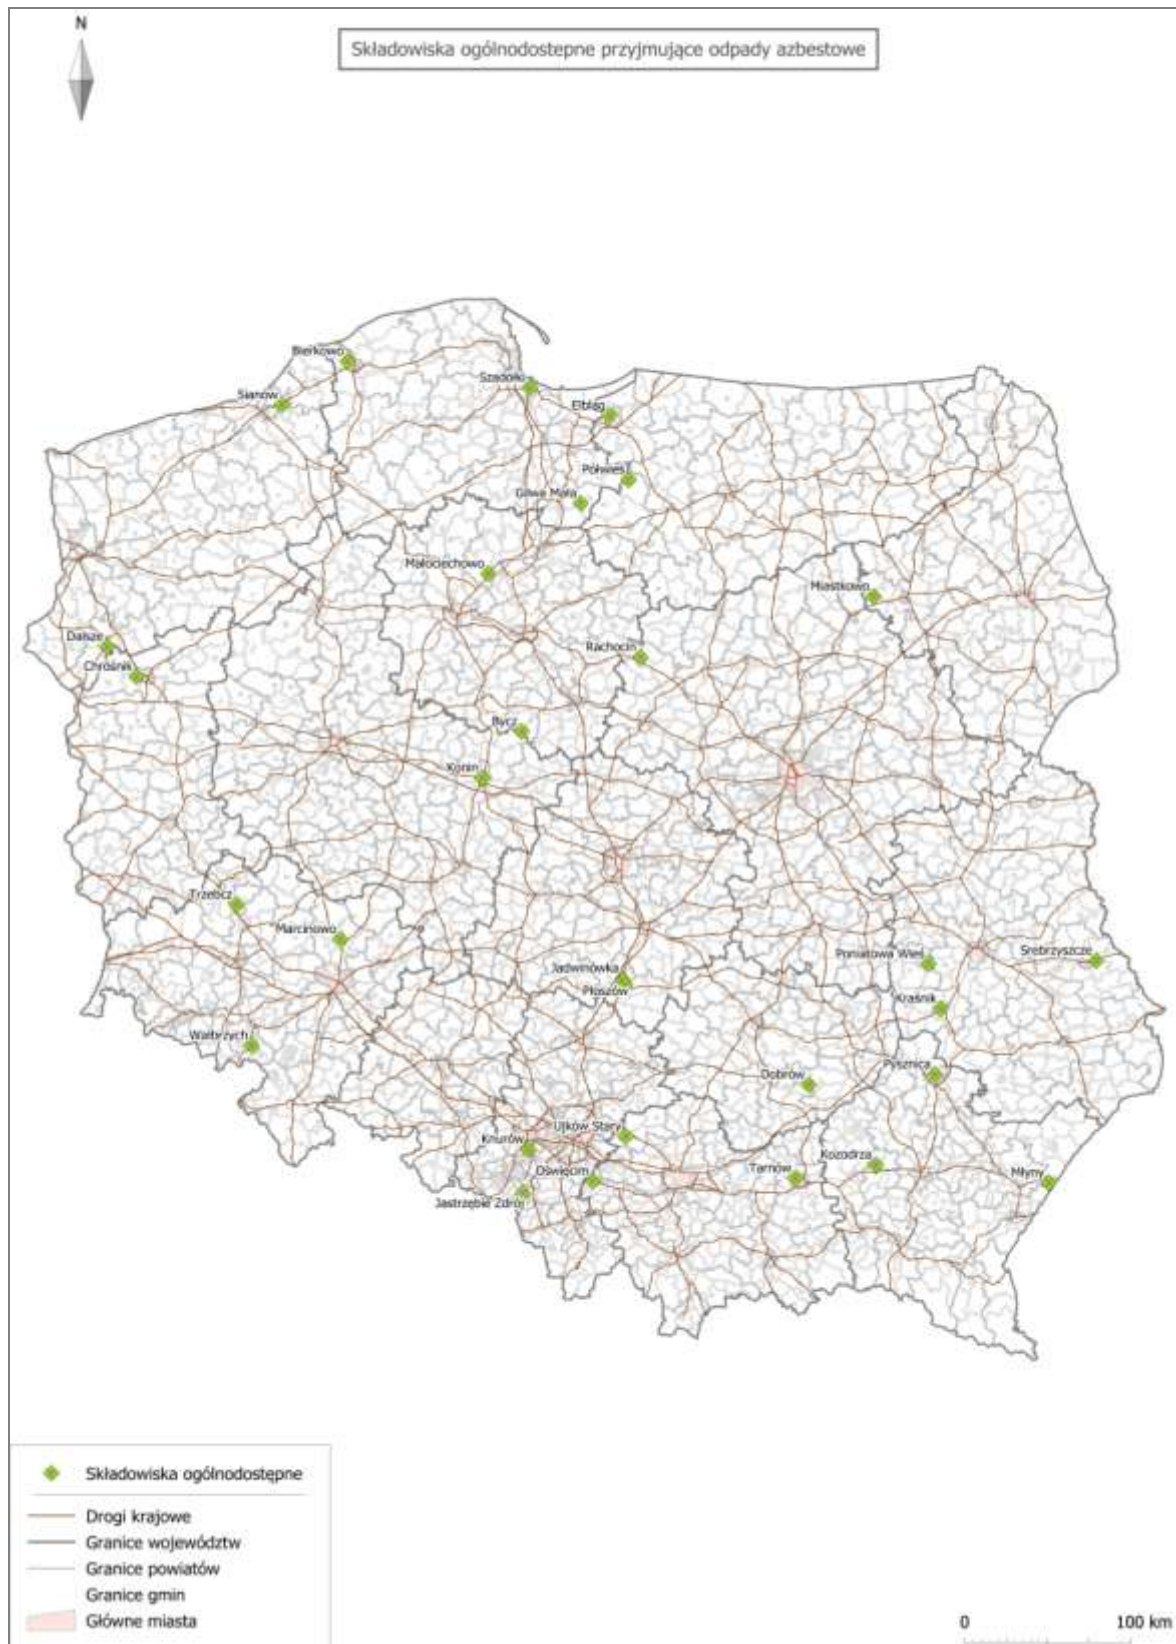 N
Składowiska ogólnodostepne przyjmujące odpady azbestowe
Bierkowo
Szadółki
Sianów
Elbląg
Półwieś
Gilwa Mała
Małociechowo
Miastkowo
Dalsze
Rachocin
Chróśnik
Bycz
Konin
Trzebcz
Marcinowo
Srebrzyszcze
Poniatowa Wieś
Jadwinówka
Płoszów
Kraśnik
Wałbrzych
Pysznica
Dobrów
Ujków Stary
Knurów
Kozodrza
Oświęcim
Tarnów
Młyny
Jastrzębie Zdrój
Składowiska ogólnodostępne
Drogi krajowe
Granice województw
Granice powiatów
Granice gmin
Główne miasta
0 100 km